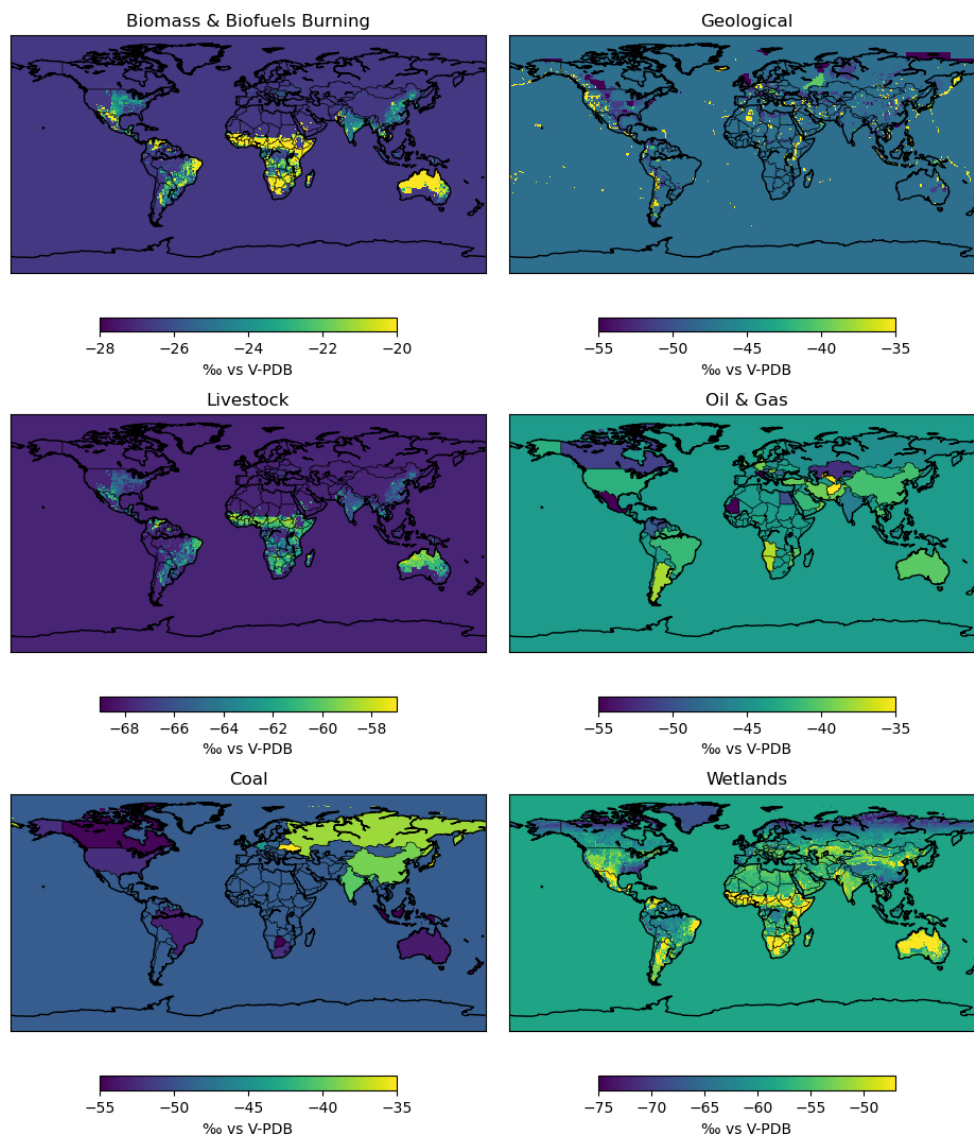 Biomass & Biofuels Burning
Geological
−28 −26 −24 −22 −20
‰ vs V-PDB
−55 −50 −45 −40 −35
‰ vs V-PDB
Livestock
Oil & Gas
−68 −66 −64 −62 −60 −58
‰ vs V-PDB
−55 −50 −45 −40 −35
‰ vs V-PDB
Coal
Wetlands
−55 −50 −45 −40 −35
‰ vs V-PDB
−75 −70 −65 −60 −55 −50
‰ vs V-PDB